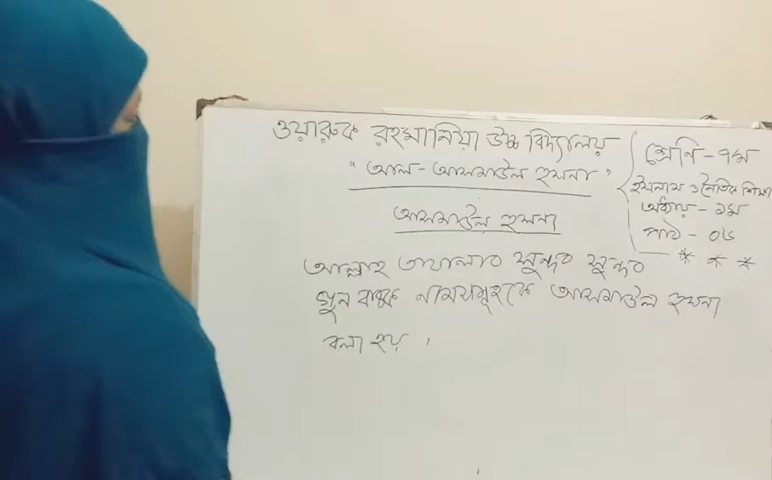 ওয়ারুক রহমানিয়া উচ্চ বিদ্যালয়
"আল-আসমাউল হুসনা"
শ্রেণি - ৭ম
ইসলাম ও নৈতিক শিক্ষা
অধ্যায় - ১ম
পাঠ - ০৬
* * *
আসমাউল হুসনা
আল্লাহ তায়ালার সুন্দর সুন্দর
গুন বাচক নামসমূহকে আসমাউল হুসনা
বলা হয় ।